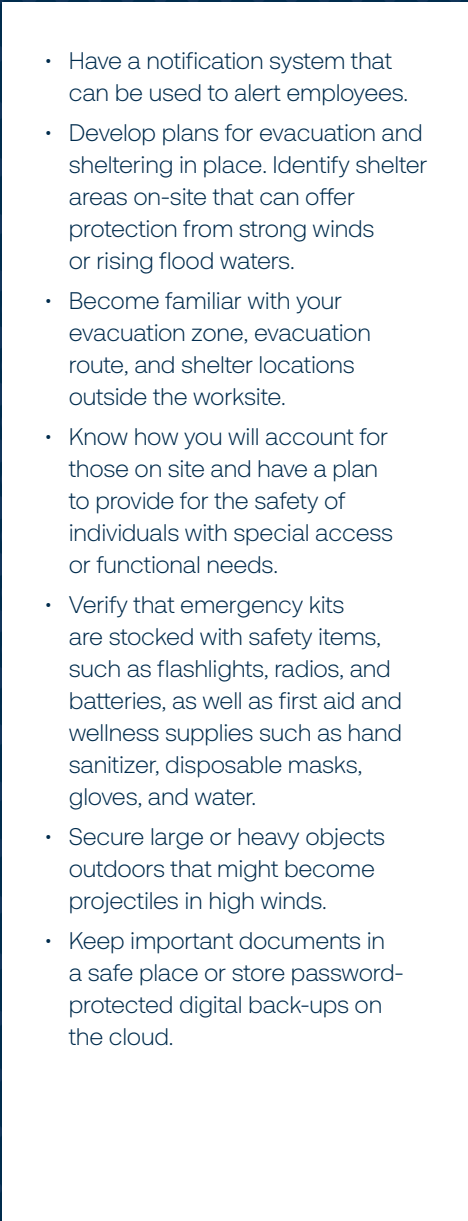 • Have a notification system that
can be used to alert employees.
• Develop plans for evacuation and
sheltering in place. Identify shelter
areas on-site that can offer
protection from strong winds
or rising flood waters.
• Become familiar with your
evacuation zone, evacuation
route, and shelter locations
outside the worksite.
• Know how you will account for
those on site and have a plan
to provide for the safety of
individuals with special access
or functional needs.
• Verify that emergency kits
are stocked with safety items,
such as flashlights, radios, and
batteries, as well as first aid and
wellness supplies such as hand
sanitizer, disposable masks,
gloves, and water.
• Secure large or heavy objects
outdoors that might become
projectiles in high winds.
• Keep important documents in
a safe place or store password-
protected digital back-ups on
the cloud.